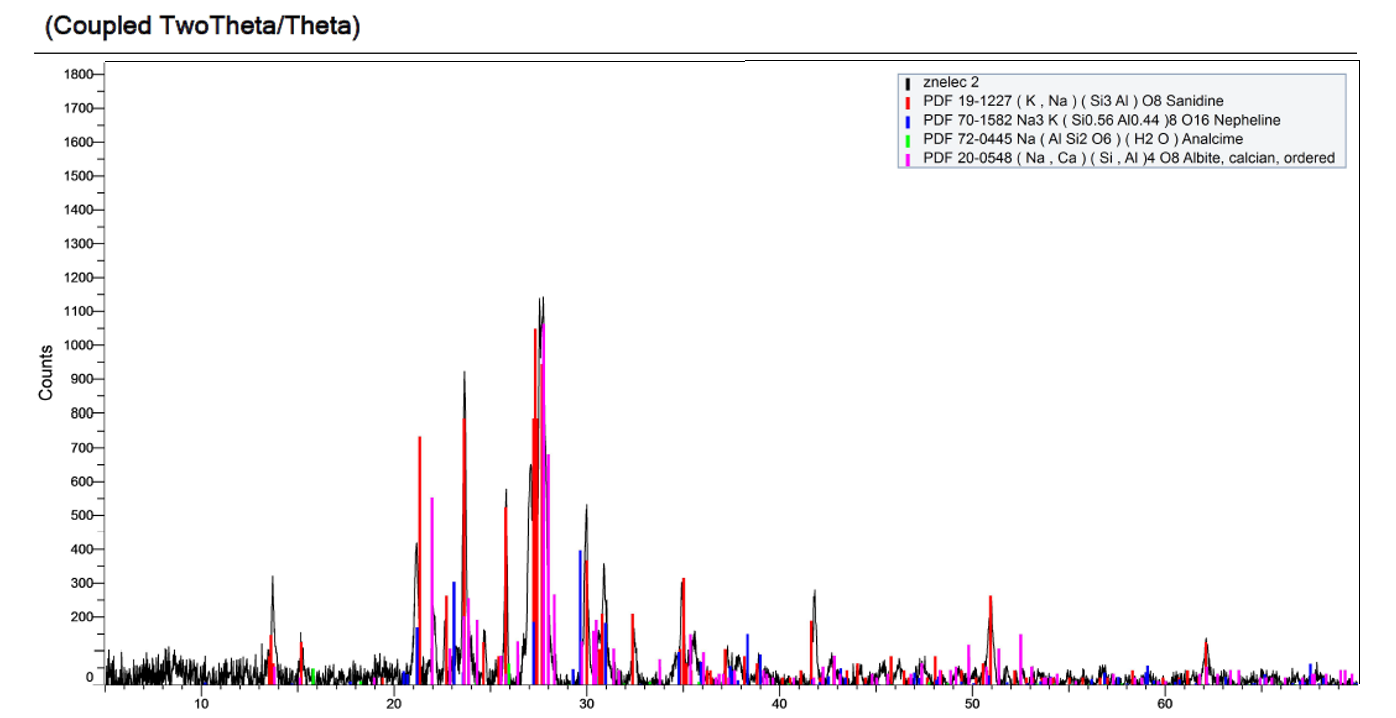 (Coupled TwoTheta/Theta)
1800
1700
1600
1500
1400
1300
1200
1100
1000
900
800
700
600
500
400
300
200
0
Counts
znelec 2
PDF 19-1227 ( K , Na ) ( Si3 Al ) O8 Sanidine
PDF 70-1582 Na3 K ( Si0.56 Al0.44 )8 O16 Nepheline
PDF 72-0445 Na ( Al Si2 O6 ) ( H2 O ) Analcime
PDF 20-0548 ( Na , Ca ) ( Si , Al )4 O8 Albite, calcian, ordered
10 20 30 40 50 60